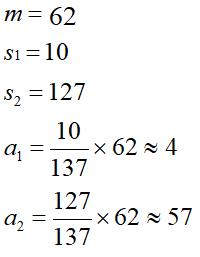 m = 62
s₁ = 10
s₂ = 127
a₁ = 10/137 × 62 ≈ 4
a₂ = 127/137 × 62 ≈ 57